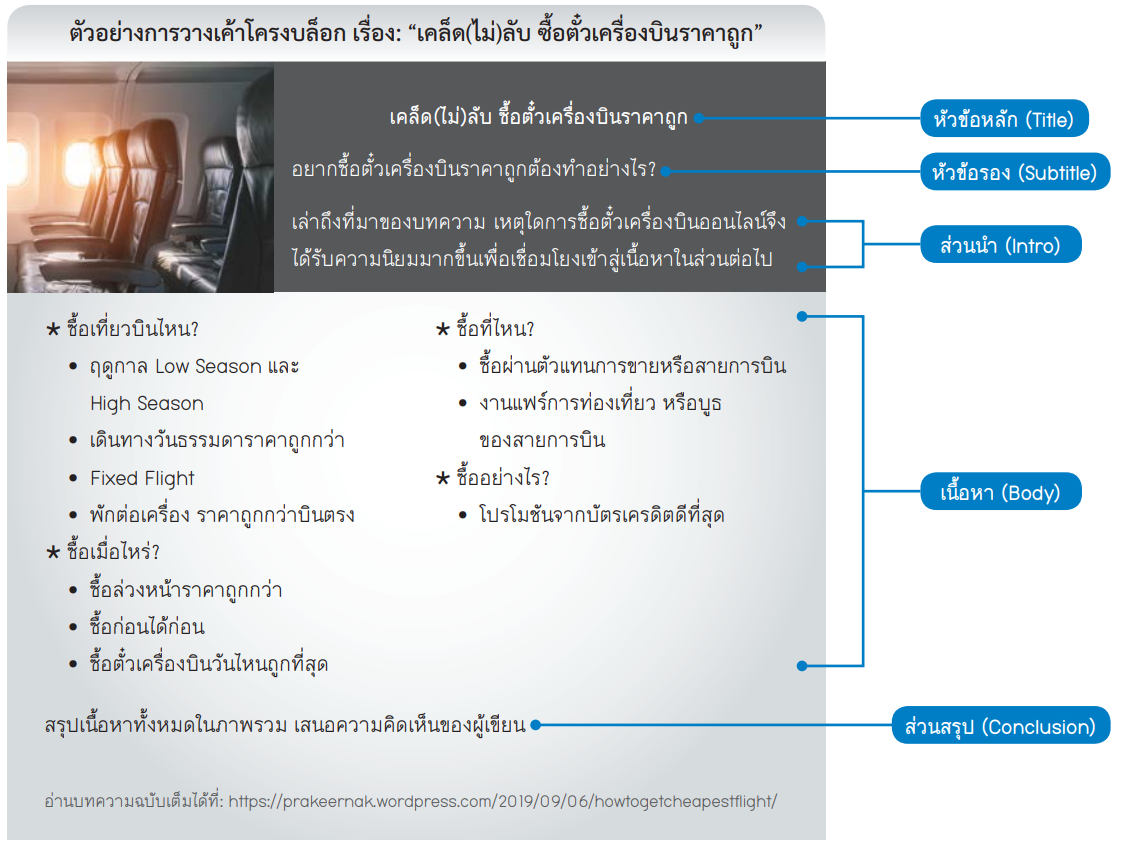 ตัวอย่างการวางเค้าโครงบล็อก เรื่อง: “เคล็ด(ไม่)ลับ ซื้อตั๋วเครื่องบินราคาถูก”
เคล็ด(ไม่)ลับ ซื้อตั๋วเครื่องบินราคาถูก
หัวข้อหลัก (Title)
อยากซื้อตั๋วเครื่องบินราคาถูกต้องทำอย่างไร?
หัวข้อรอง (Subtitle)
เล่าถึงที่มาของบทความ เหตุใดการซื้อตั๋วเครื่องบินออนไลน์จึง
ได้รับความนิยมมากขึ้นเพื่อเชื่อมโยงเข้าสู่เนื้อหาในส่วนต่อไป
ส่วนนำ (Intro)
* ซื้อเที่ยวบินไหน?
• ฤดูกาล Low Season และ
High Season
• เดินทางวันธรรมดาราคาถูกกว่า
• Fixed Flight
• พักต่อเครื่อง ราคาถูกกว่าบินตรง
* ซื้อเมื่อไหร่?
• ซื้อล่วงหน้าราคาถูกกว่า
• ซื้อก่อนได้ก่อน
• ซื้อตั๋วเครื่องบินวันไหนถูกที่สุด
* ซื้อที่ไหน?
• ซื้อผ่านตัวแทนการขายหรือสายการบิน
• งานแฟร์การท่องเที่ยว หรือบูธ
ของสายการบิน
* ซื้ออย่างไร?
• โปรโมชันจากบัตรเครดิตดีที่สุด
เนื้อหา (Body)
สรุปเนื้อหาทั้งหมดในภาพรวม เสนอความคิดเห็นของผู้เขียน
ส่วนสรุป (Conclusion)
อ่านบทความฉบับเต็มได้ที่: https://prakeernak.wordpress.com/2019/09/06/howtogetcheapestflight/